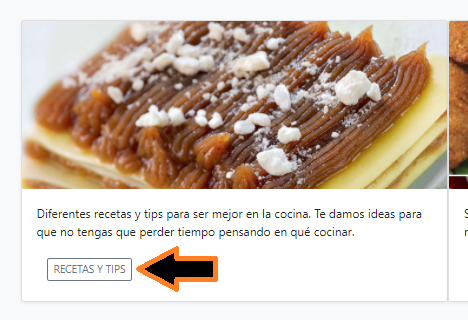 Diferentes recetas y tips para ser mejor en la cocina. Te damos ideas para
que no tengas que perder tiempo pensando en qué cocinar.
RECETAS Y TIPS